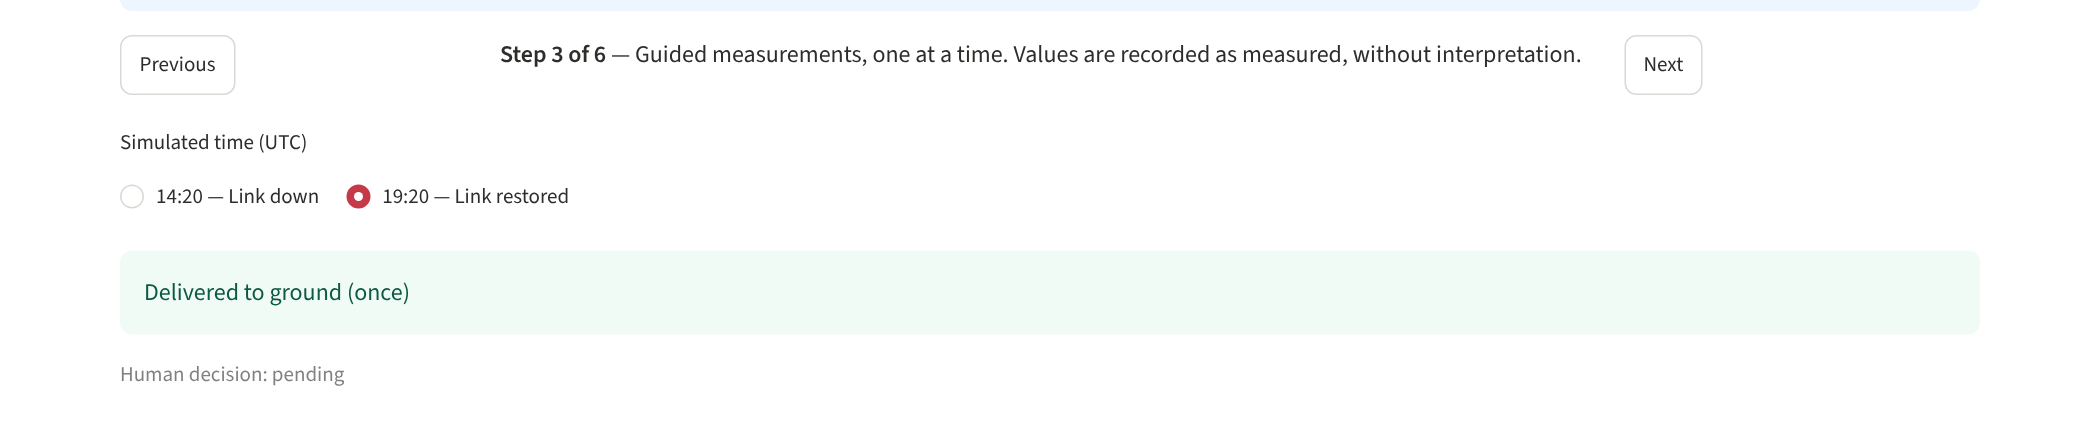 Previous
Step 3 of 6 — Guided measurements, one at a time. Values are recorded as measured, without interpretation.
Next
Simulated time (UTC)
14:20 — Link down
19:20 — Link restored
Delivered to ground (once)
Human decision: pending